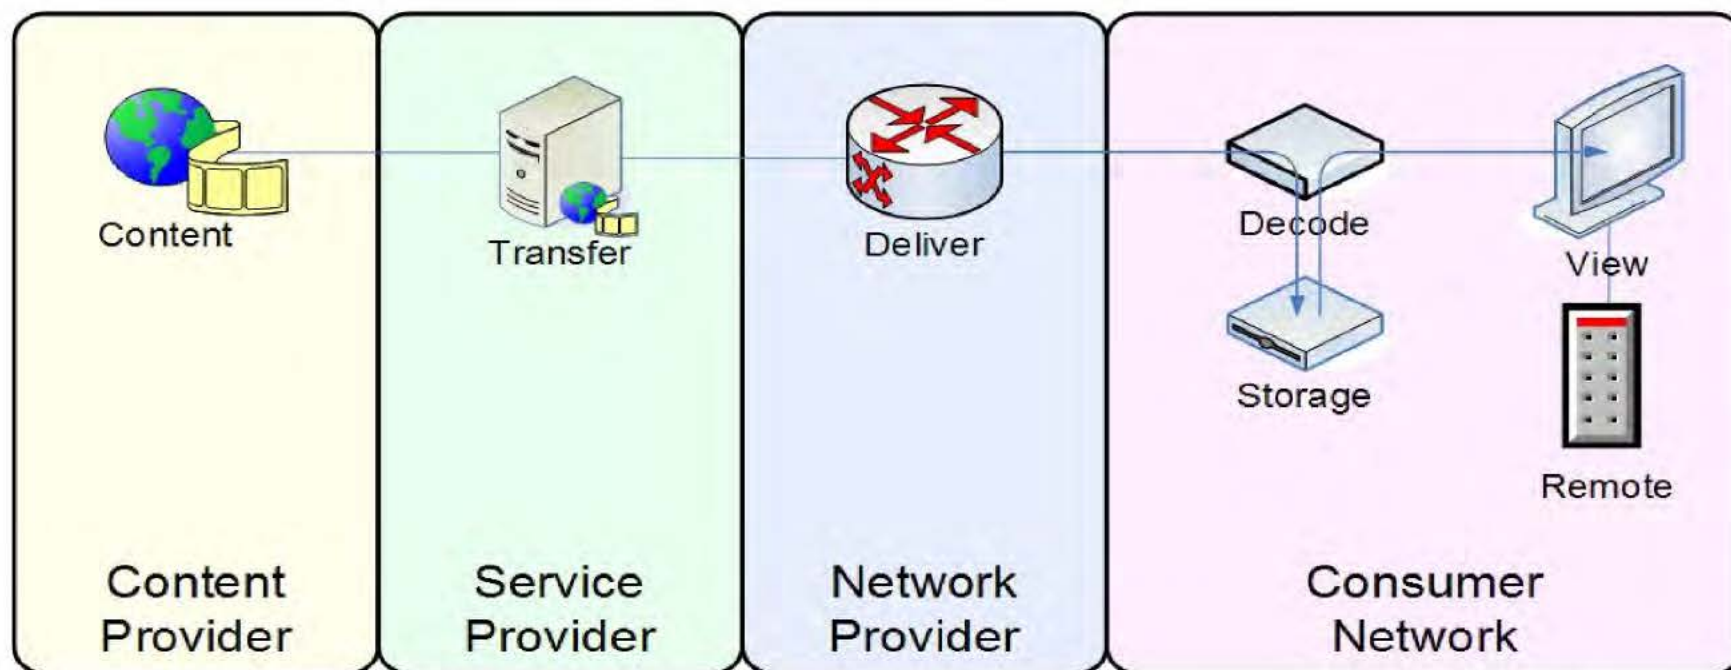 Content
Transfer
Deliver
Decode
View
Storage
Remote
Content
Provider
Service
Provider
Network
Provider
Consumer
Network